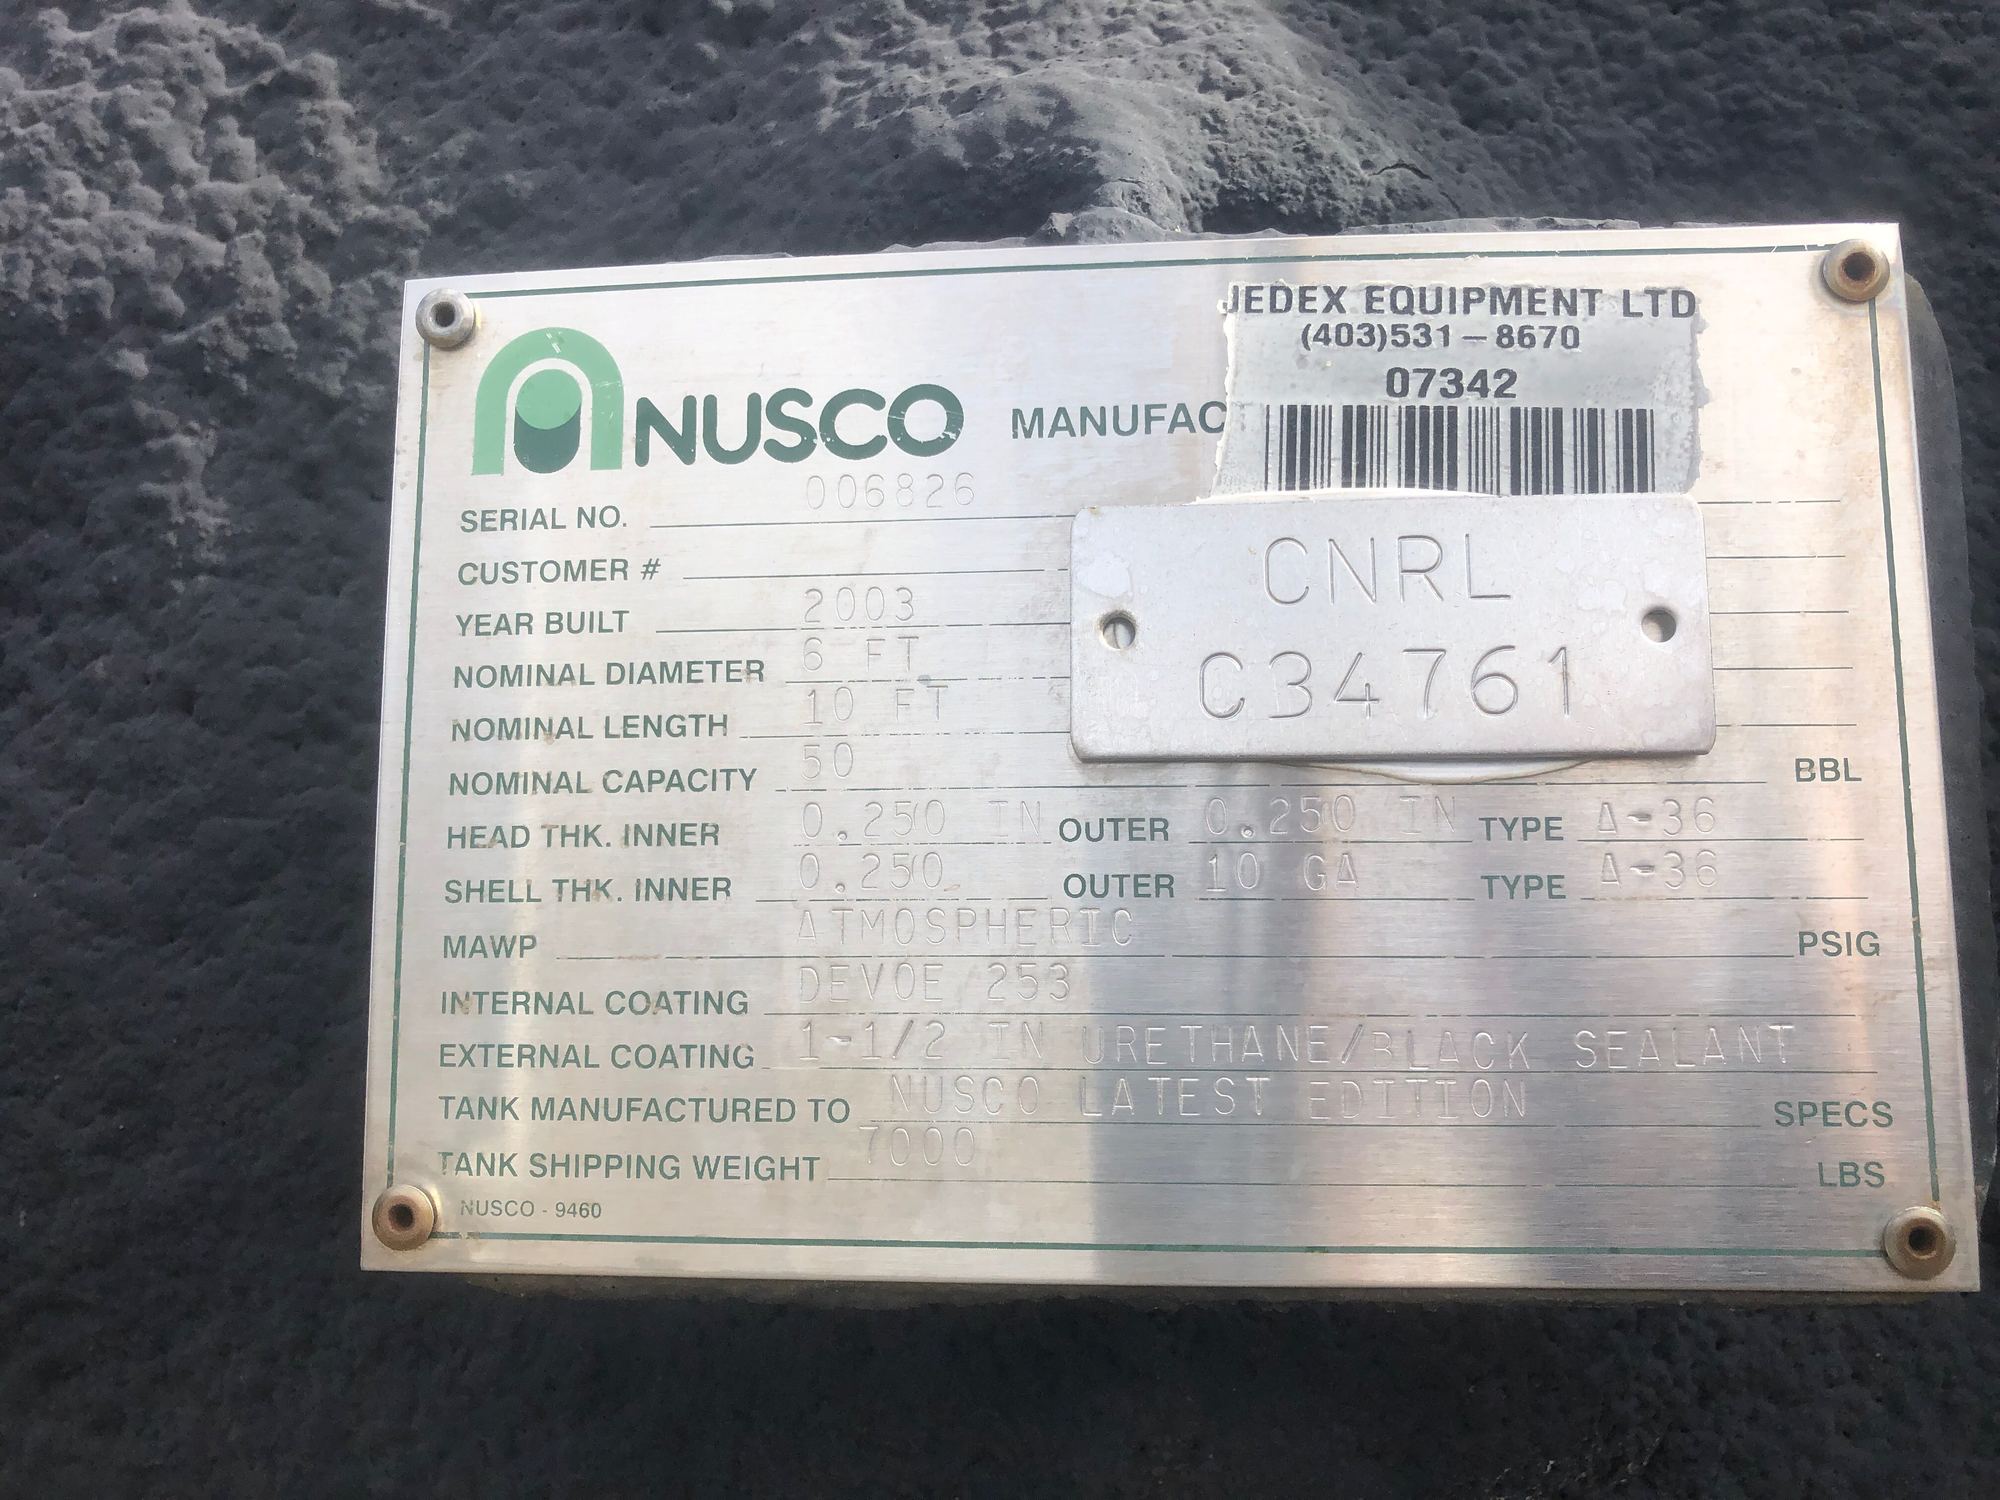 JEDEX EQUIPMENT LTD
(403)531-8670
07342
NUSCO MANUFAC
SERIAL NO. 006826
CUSTOMER #
CNRL
C34761
YEAR BUILT 2003
NOMINAL DIAMETER 6 FT
NOMINAL LENGTH 10 FT
NOMINAL CAPACITY 50 BBL
HEAD THK. INNER 0.250 IN OUTER 0.250 IN TYPE A-36
SHELL THK. INNER 0.250 OUTER 10 GA TYPE A-36
MAWP ATMOSPHERIC PSIG
INTERNAL COATING DEVOE 253
EXTERNAL COATING 1-1/2 IN URETHANE/BLACK SEALANT
TANK MANUFACTURED TO NUSCO LATEST EDITION SPECS
TANK SHIPPING WEIGHT 7000 LBS
NUSCO - 9460